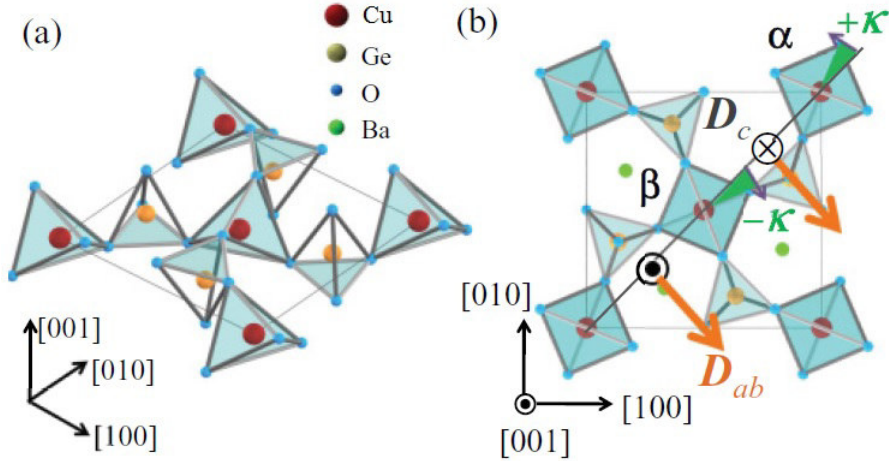 (a)
Cu
Ge
O
Ba
[001]
[010]
[100]
(b)
α
+κ
D_c
β
−κ
[010]
D_ab
[100]
[001]